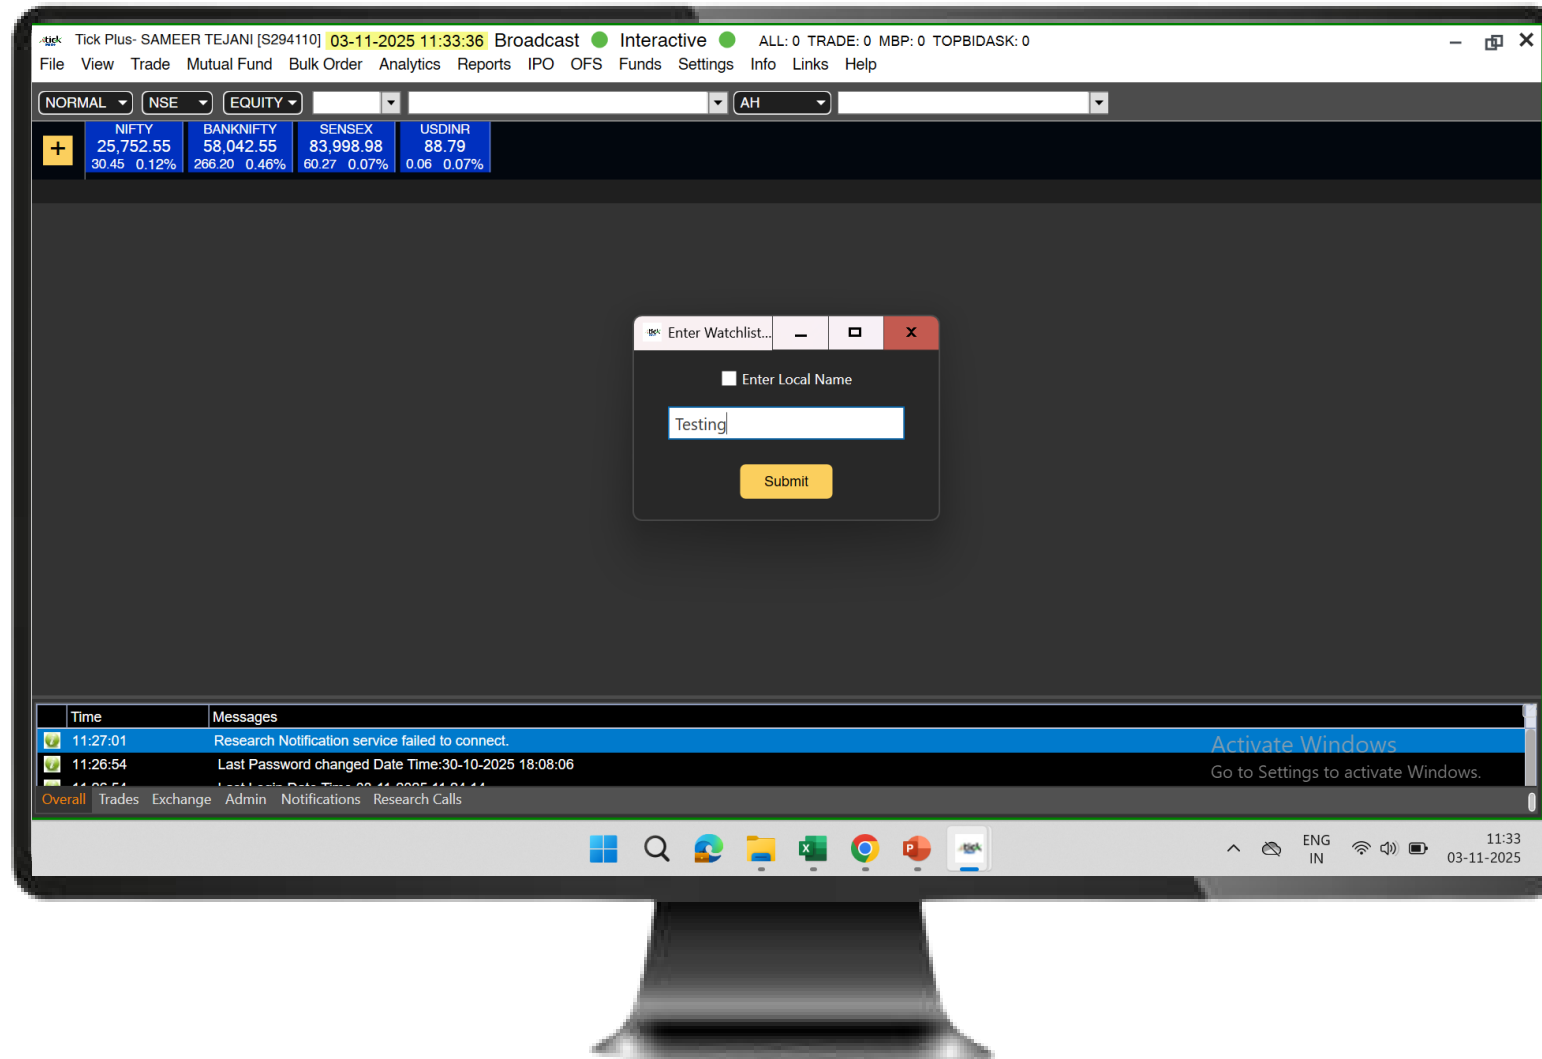 tick Tick Plus- SAMEER TEJANI [S294110] 03-11-2025 11:33:36 Broadcast Interactive ALL: 0 TRADE: 0 MBP: 0 TOPBIDASK: 0
File View Trade Mutual Fund Bulk Order Analytics Reports IPO OFS Funds Settings Info Links Help
NORMAL NSE EQUITY AH
NIFTY BANKNIFTY SENSEX USDINR
+ 25,752.55 58,042.55 83,998.98 88.79
30.45 0.12% 266.20 0.46% 60.27 0.07% 0.06 0.07%
tick Enter Watchlist... X
Enter Local Name
Testing
Submit
Time Messages
11:27:01 Research Notification service failed to connect.
11:26:54 Last Password changed Date Time:30-10-2025 18:08:06
Activate Windows
Go to Settings to activate Windows.
Overall Trades Exchange Admin Notifications Research Calls
tick ENG 11:33
IN 03-11-2025